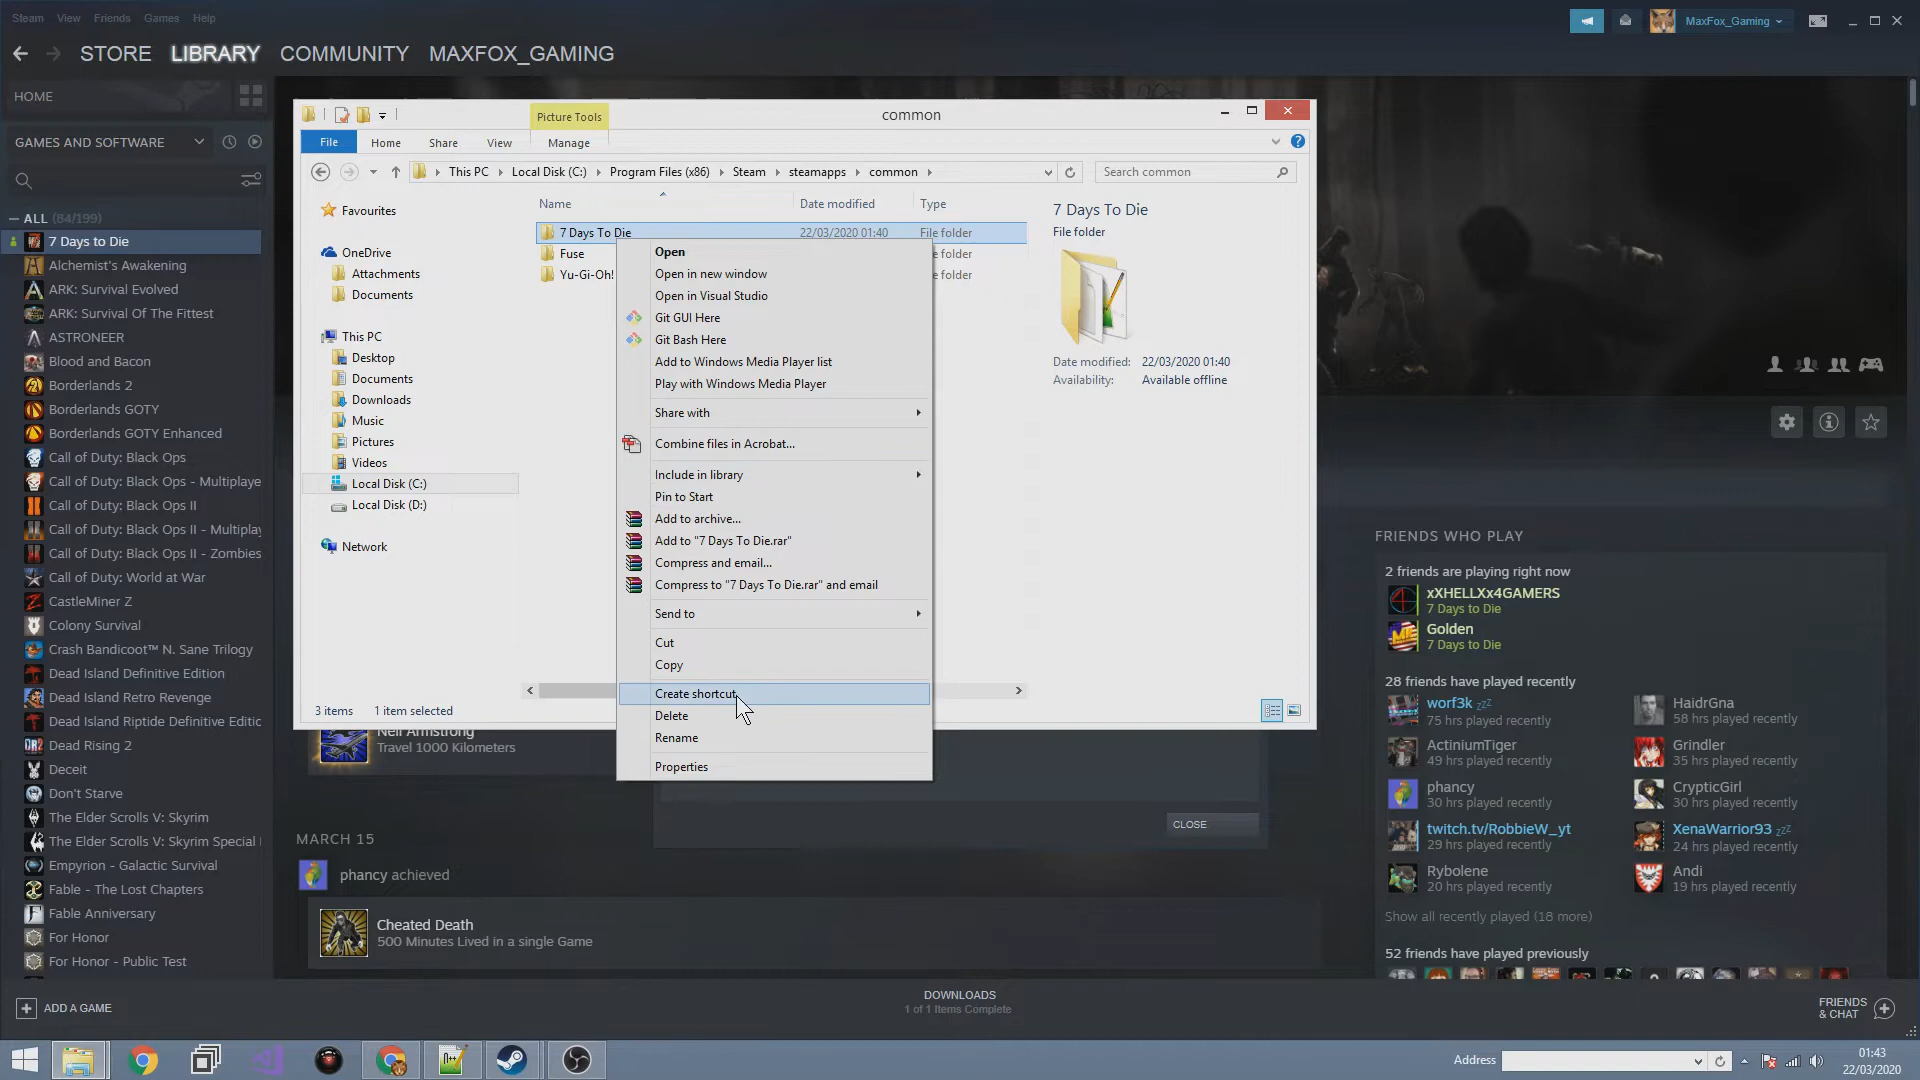 Steam View Friends Games Help
MaxFox_Gaming
STORE LIBRARY COMMUNITY MAXFOX_GAMING
HOME
GAMES AND SOFTWARE
ALL (84/199)
7 Days to Die
Alchemist's Awakening
ARK: Survival Evolved
ARK: Survival Of The Fittest
ASTRONEER
Blood and Bacon
Borderlands 2
Borderlands GOTY
Borderlands GOTY Enhanced
Call of Duty: Black Ops
Call of Duty: Black Ops - Multiplaye
Call of Duty: Black Ops II
Call of Duty: Black Ops II - Multiplay
Call of Duty: Black Ops II - Zombies
Call of Duty: World at War
CastleMiner Z
Colony Survival
Crash Bandicoot™ N. Sane Trilogy
Dead Island Definitive Edition
Dead Island Retro Revenge
Dead Island Riptide Definitive Editic
Dead Rising 2
Deceit
Don't Starve
The Elder Scrolls V: Skyrim
The Elder Scrolls V: Skyrim Special
Empyrion - Galactic Survival
Fable - The Lost Chapters
Fable Anniversary
For Honor
For Honor - Public Test
ADD A GAME
Picture Tools
common
File Home Share View Manage
This PC Local Disk (C:) Program Files (x86) Steam steamapps common
Search common
Favourites
OneDrive
Attachments
Documents
This PC
Desktop
Documents
Downloads
Music
Pictures
Videos
Local Disk (C:)
Local Disk (D:)
Network
Name Date modified Type
7 Days To Die 22/03/2020 01:40 File folder
Fuse e folder
Yu-Gi-Oh! e folder
Open
Open in new window
Open in Visual Studio
Git GUI Here
Git Bash Here
Add to Windows Media Player list
Play with Windows Media Player
Share with
Combine files in Acrobat...
Include in library
Pin to Start
Add to archive...
Add to "7 Days To Die.rar"
Compress and email...
Compress to "7 Days To Die.rar" and email
Send to
Cut
Copy
Create shortcut
Delete
Rename
Properties
7 Days To Die
File folder
Date modified: 22/03/2020 01:40
Availability: Available offline
3 items 1 item selected
Neil Armstrong
Travel 1000 Kilometers
CLOSE
MARCH 15
phancy achieved
Cheated Death
500 Minutes Lived in a single Game
FRIENDS WHO PLAY
2 friends are playing right now
xXHELLXx4GAMERS
7 Days to Die
Golden
7 Days to Die
28 friends have played recently
worf3k zzZ
75 hrs played recently
HaidrGna
58 hrs played recently
ActiniumTiger
49 hrs played recently
Grindler
35 hrs played recently
phancy
30 hrs played recently
CrypticGirl
30 hrs played recently
twitch.tv/RobbieW_yt
29 hrs played recently
XenaWarrior93 zzZ
24 hrs played recently
Rybolene
20 hrs played recently
Andi
19 hrs played recently
Show all recently played (18 more)
52 friends have played previously
DOWNLOADS
1 of 1 Items Complete
FRIENDS
& CHAT
Address
01:43
22/03/2020